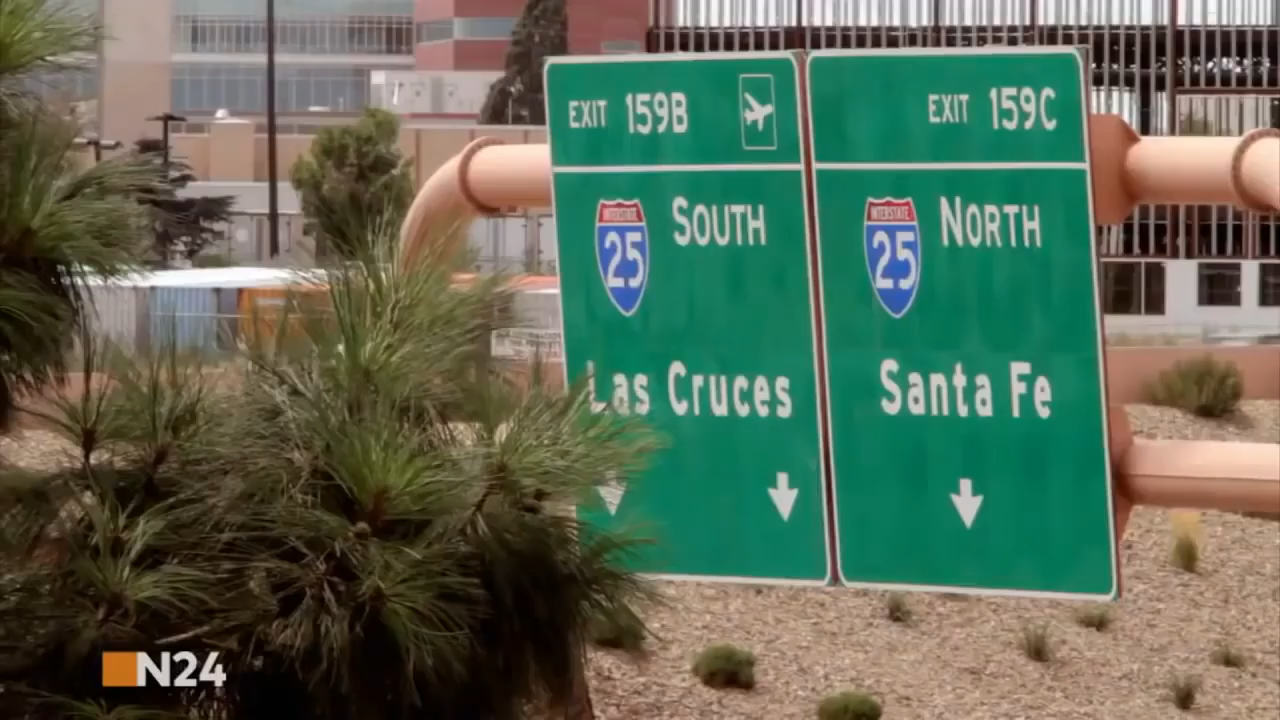 EXIT 159B
INTERSTATE
25
SOUTH
Las Cruces
EXIT 159C
INTERSTATE
25
NORTH
Santa Fe
N24